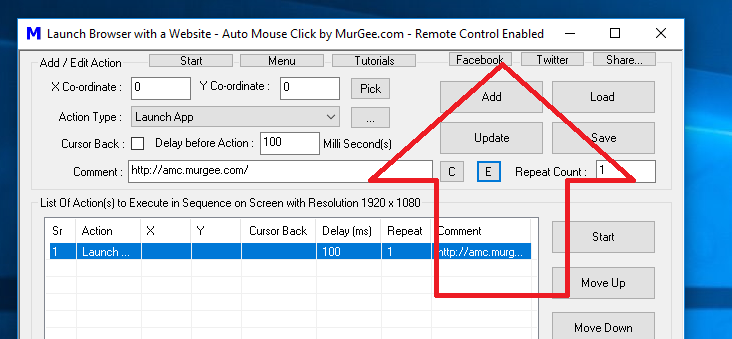 M Launch Browser with a Website - Auto Mouse Click by MurGee.com - Remote Control Enabled
Add / Edit Action Start Menu Tutorials Facebook Twitter Share...
X Co-ordinate : 0 Y Co-ordinate : 0 Pick Add Load
Action Type : Launch App ...
Cursor Back : Delay before Action : 100 Milli Second(s) Update Save
Comment : http://amc.murgee.com/ C E Repeat Count : 1
List Of Action(s) to Execute in Sequence on Screen with Resolution 1920 x 1080
Sr Action X Y Cursor Back Delay (ms) Repeat Comment Start
1 Launch ... 100 1 http://amc.murg...
Move Up
Move Down